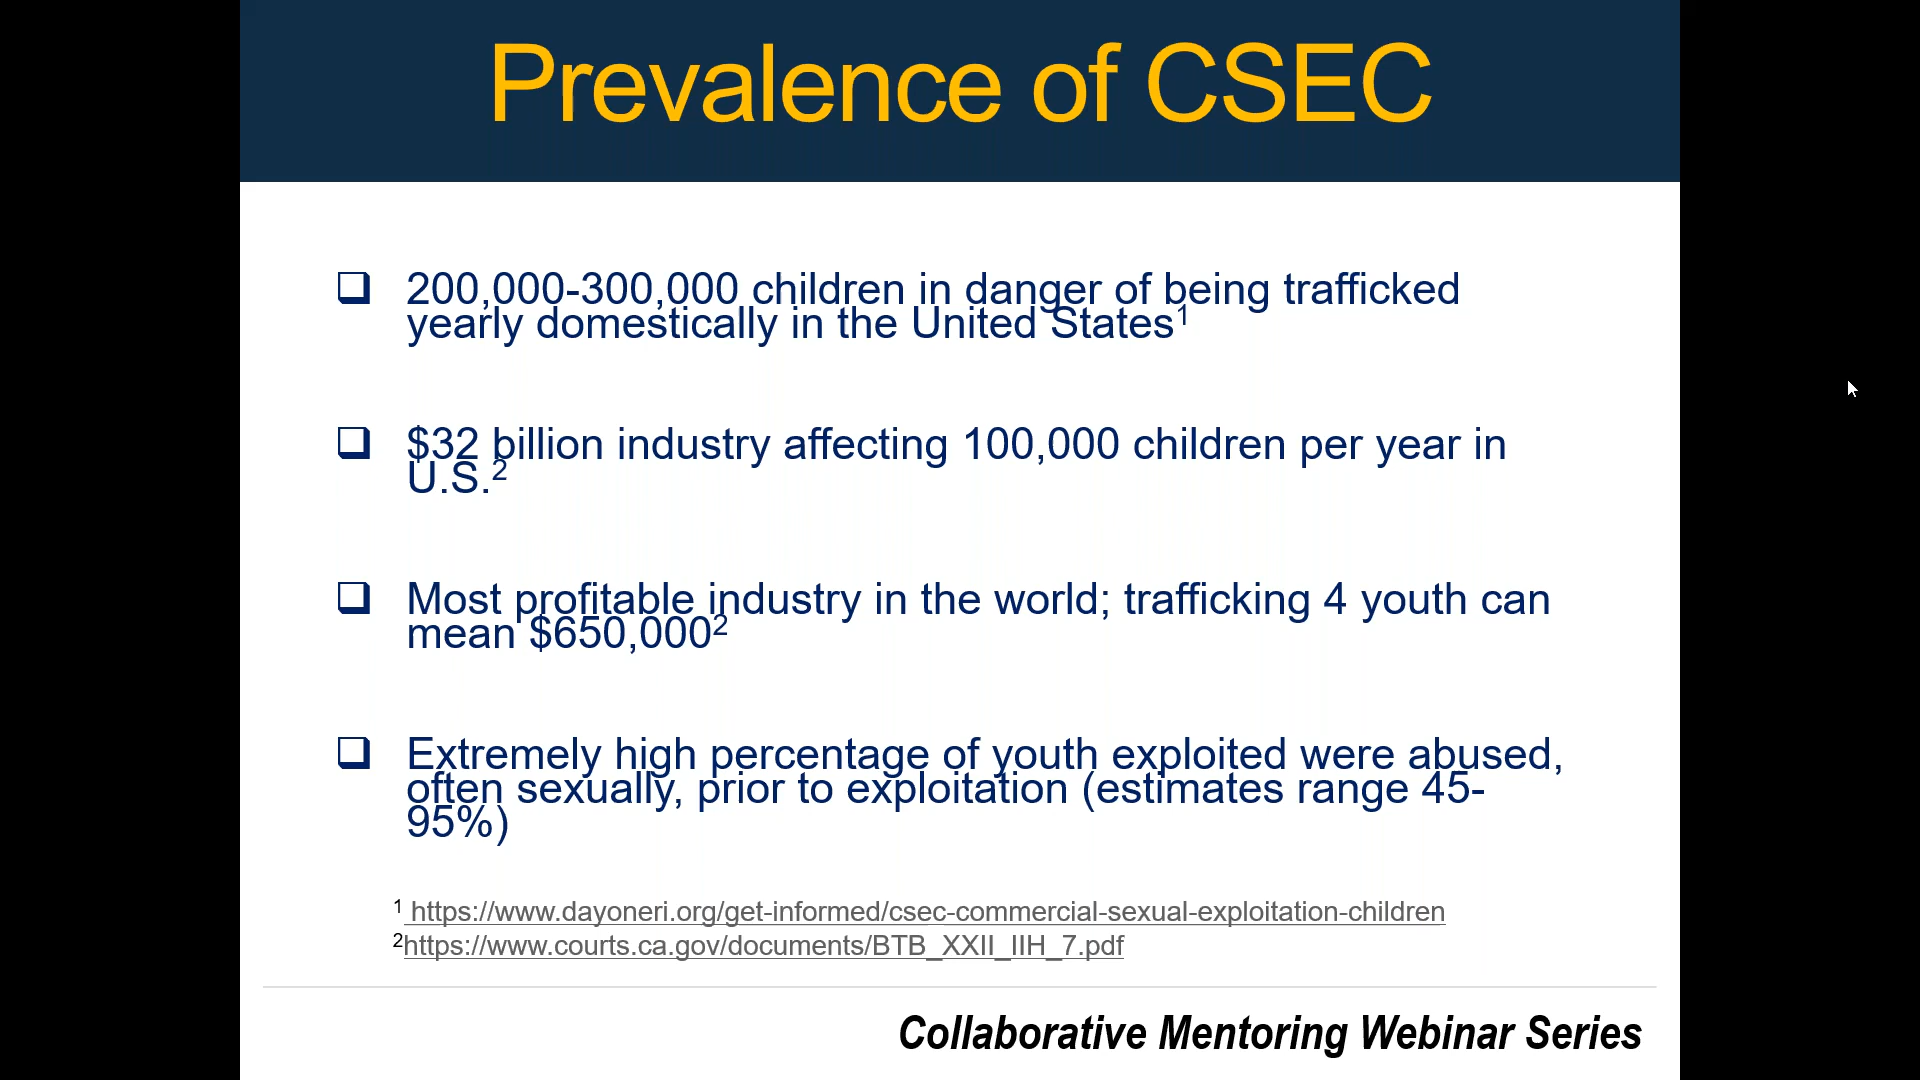 Prevalence of CSEC
❑ 200,000-300,000 children in danger of being trafficked
yearly domestically in the United States¹
❑ $32 billion industry affecting 100,000 children per year in
U.S.²
❑ Most profitable industry in the world; trafficking 4 youth can
mean $650,000²
❑ Extremely high percentage of youth exploited were abused,
often sexually, prior to exploitation (estimates range 45-
95%)
¹ https://www.dayoneri.org/get-informed/csec-commercial-sexual-exploitation-children
²https://www.courts.ca.gov/documents/BTB_XXII_IIH_7.pdf
Collaborative Mentoring Webinar Series